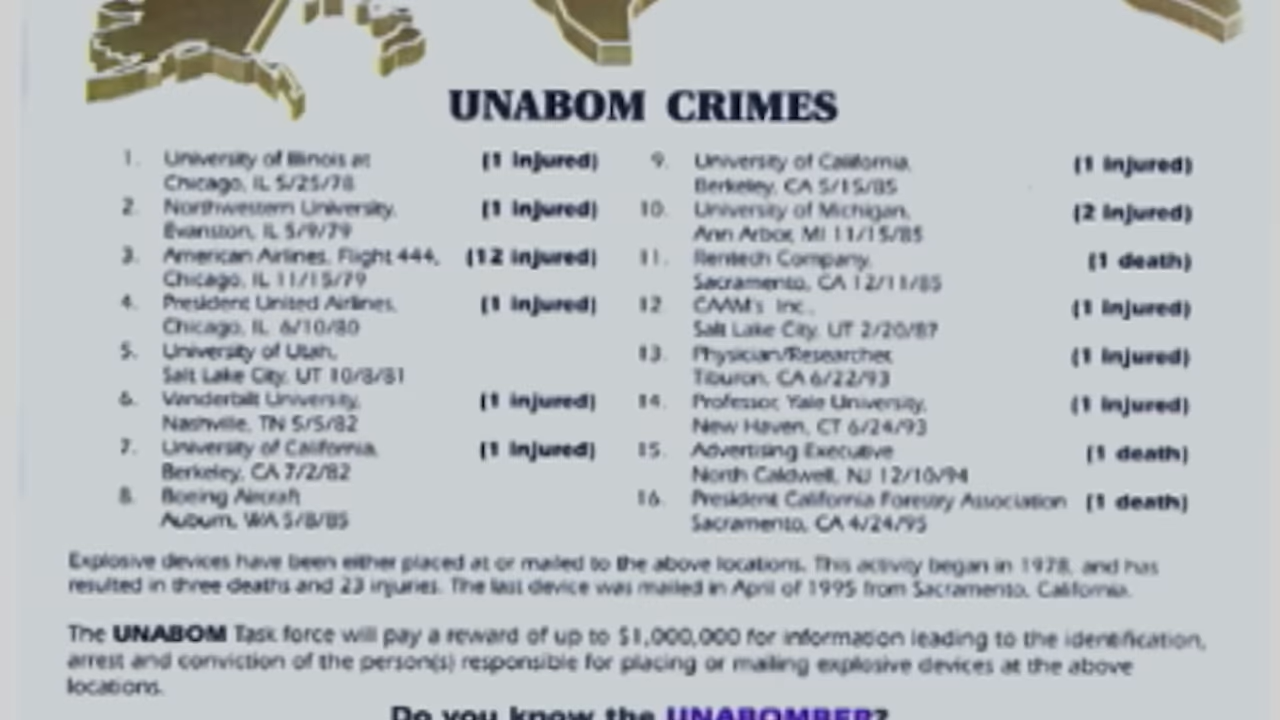 UNABOM CRIMES
1. University of Illinois at (1 injured)
Chicago, IL 5/25/78
2. Northwestern University, (1 injured)
Evanston, IL 5/9/79
3. American Airlines, Flight 444, (12 injured)
Chicago, IL 11/15/79
4. President United Airlines, (1 injured)
Chicago, IL 6/10/80
5. University of Utah,
Salt Lake City, UT 10/8/81
6. Vanderbilt University, (1 injured)
Nashville, TN 5/5/82
7. University of California, (1 injured)
Berkeley, CA 7/2/82
8. Boeing Aircraft
Auburn, WA 5/8/85
9. University of California, (1 injured)
Berkeley, CA 5/15/85
10. University of Michigan, (2 injured)
Ann Arbor, MI 11/15/85
11. Rentech Company, (1 death)
Sacramento, CA 12/11/85
12. CAAM's Inc., (1 injured)
Salt Lake City, UT 2/20/87
13. Physician/Researcher, (1 injured)
Tiburon, CA 6/22/93
14. Professor, Yale University, (1 injured)
New Haven, CT 6/24/93
15. Advertising Executive (1 death)
North Caldwell, NJ 12/10/94
16. President California Forestry Association (1 death)
Sacramento, CA 4/24/95
Explosive devices have been either placed at or mailed to the above locations. This activity began in 1978, and has
resulted in three deaths and 23 injuries. The last device was mailed in April of 1995 from Sacramento, California.
The UNABOM Task force will pay a reward of up to $1,000,000 for information leading to the identification,
arrest and conviction of the person(s) responsible for placing or mailing explosive devices at the above
locations.
Do you know the UNABOMBER?